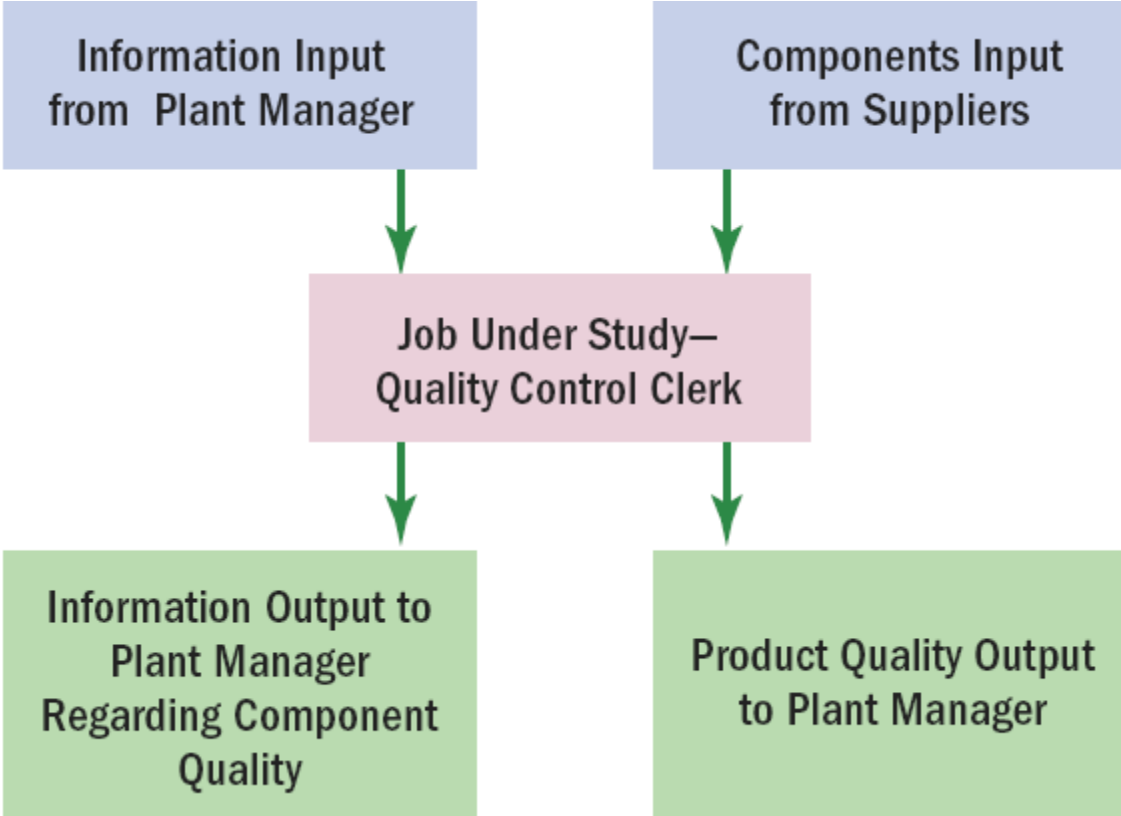 Information Input
from Plant Manager
Components Input
from Suppliers
Job Under Study—
Quality Control Clerk
Information Output to
Plant Manager
Regarding Component
Quality
Product Quality Output
to Plant Manager